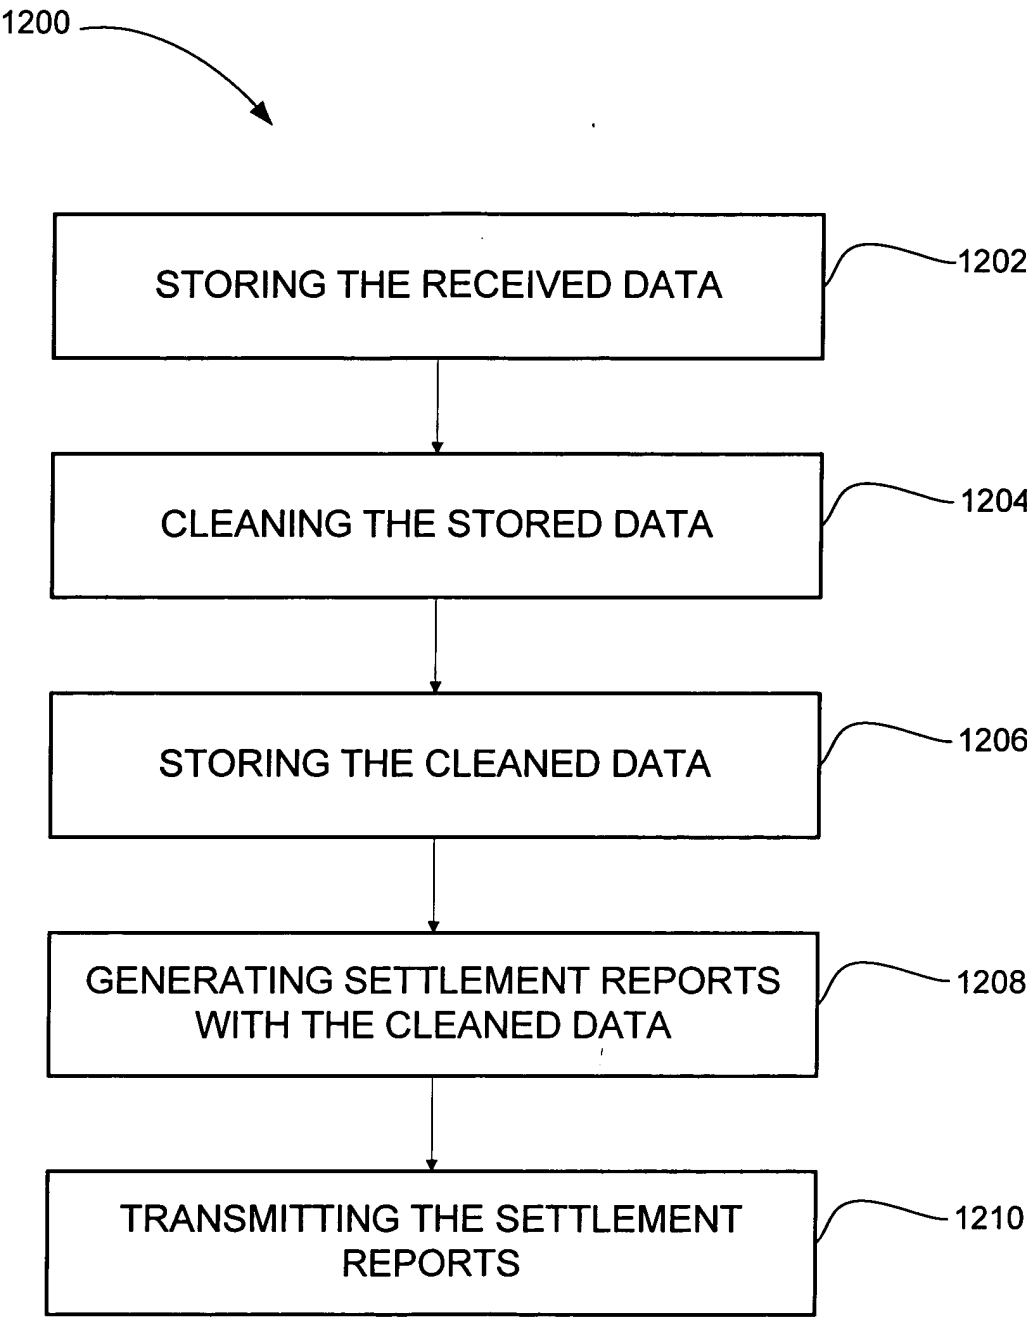 1200
STORING THE RECEIVED DATA
1202
CLEANING THE STORED DATA
1204
STORING THE CLEANED DATA
1206
GENERATING SETTLEMENT REPORTS
WITH THE CLEANED DATA
1208
TRANSMITTING THE SETTLEMENT
REPORTS
1210